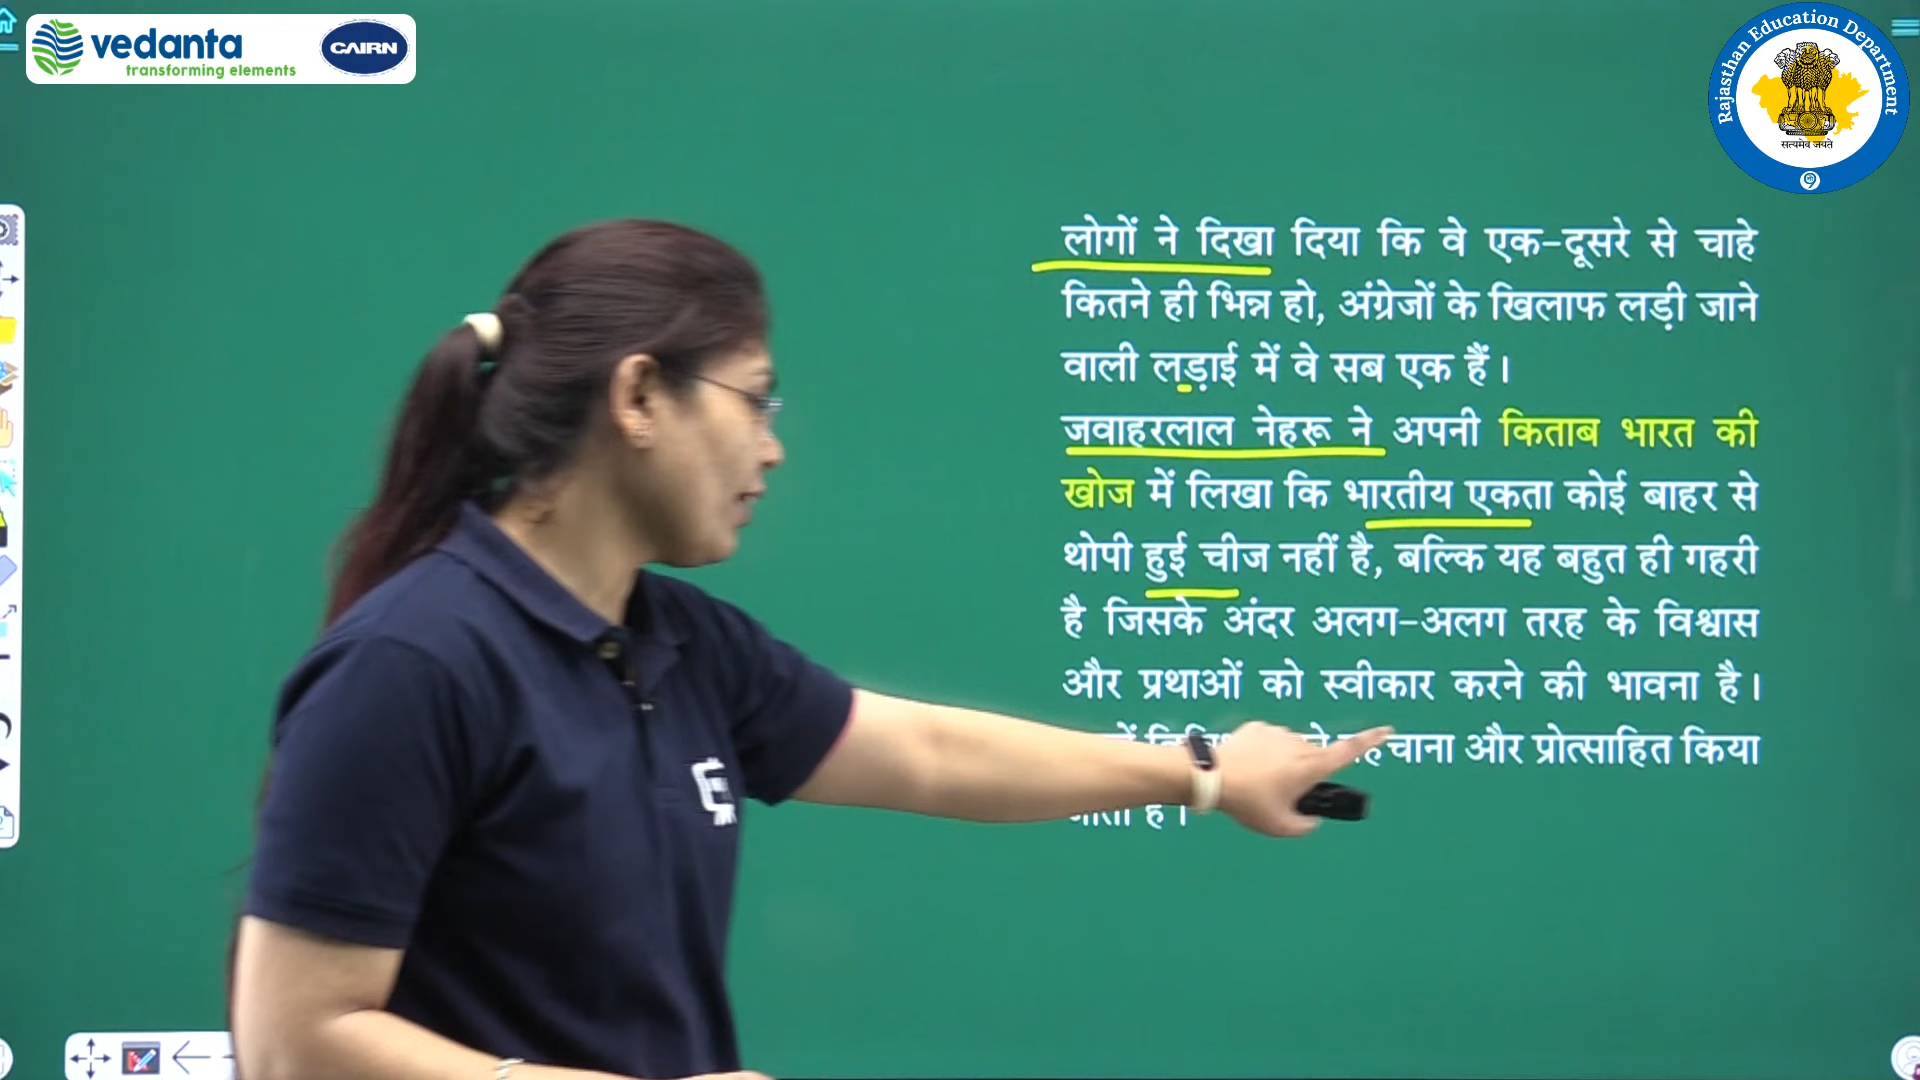 vedanta
transforming elements
CAIRN
Rajasthan Education Department
सत्यमेव जयते
लोगों ने दिखा दिया कि वे एक-दूसरे से चाहे
कितने ही भिन्न हो, अंग्रेजों के खिलाफ लड़ी जाने
वाली लड़ाई में वे सब एक हैं।
जवाहरलाल नेहरू ने अपनी किताब भारत की
खोज में लिखा कि भारतीय एकता कोई बाहर से
थोपी हुई चीज नहीं है, बल्कि यह बहुत ही गहरी
है जिसके अंदर अलग-अलग तरह के विश्वास
और प्रथाओं को स्वीकार करने की भावना है।
और प्रोत्साहित किया
है।